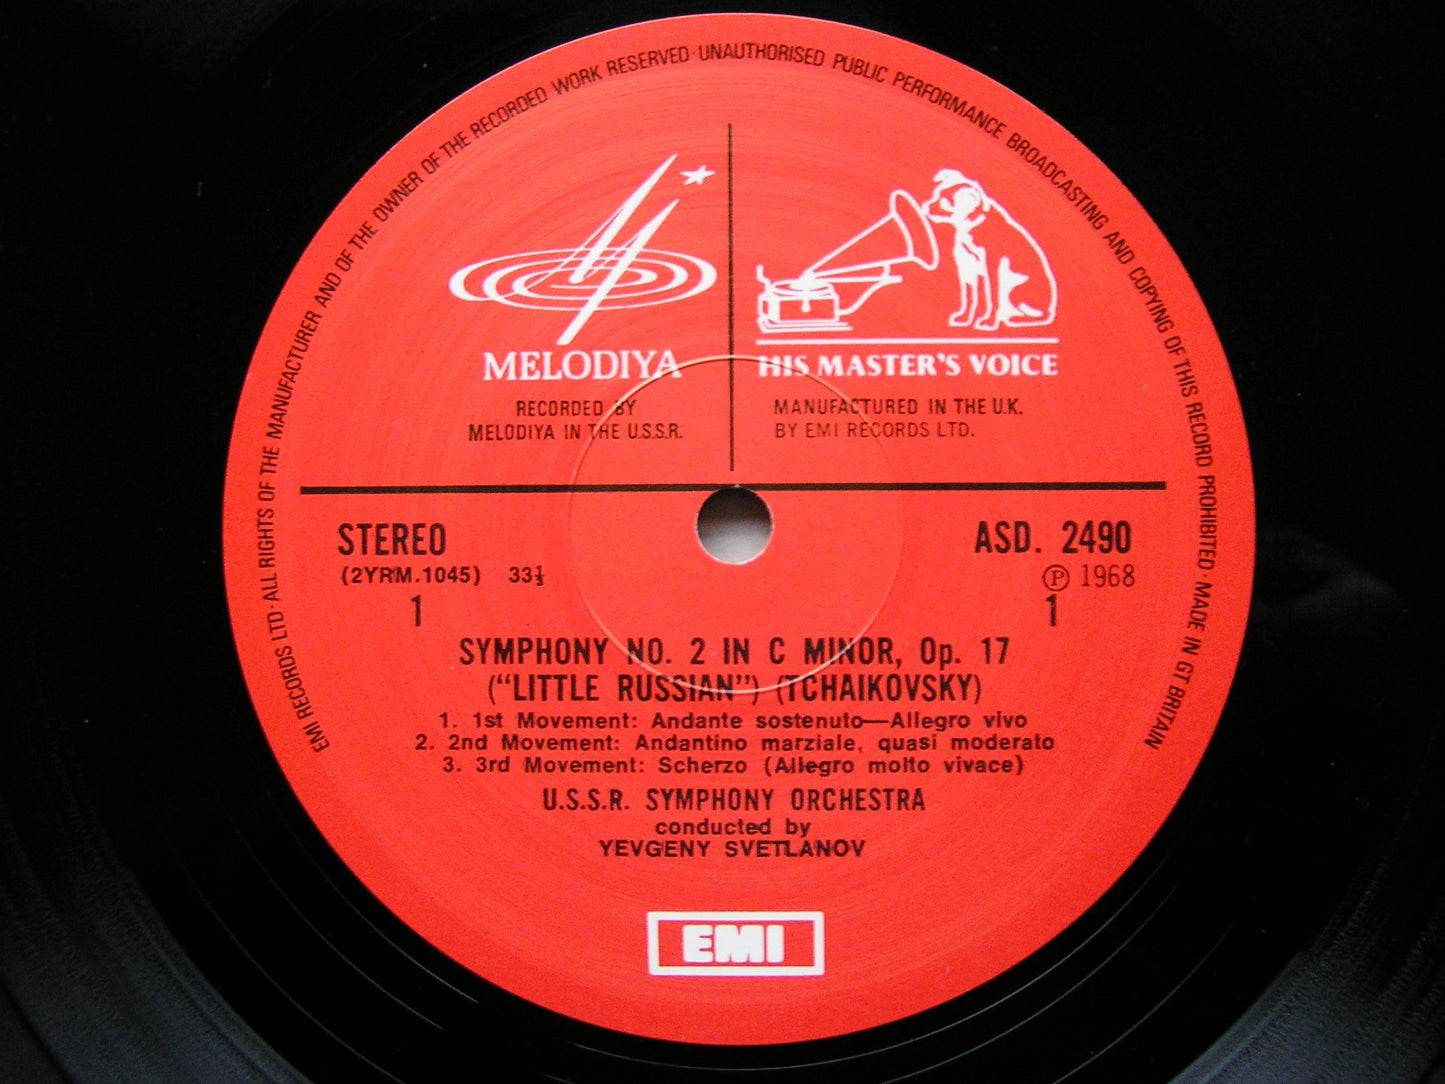 EMI RECORDS LTD · ALL RIGHTS OF THE MANUFACTURER AND OF THE OWNER OF THE RECORDED WORK RESERVED · UNAUTHORISED PUBLIC PERFORMANCE BROADCASTING AND COPYING OF THIS RECORD PROHIBITED · MADE IN GT BRITAIN
MELODIYA
RECORDED BY
MELODIYA IN THE U.S.S.R.
HIS MASTER'S VOICE
MANUFACTURED IN THE U.K.
BY EMI RECORDS LTD.
STEREO
(2YRM.1045) 33⅓
1
ASD. 2490
Ⓟ 1968
1
SYMPHONY NO. 2 IN C MINOR, Op. 17
("LITTLE RUSSIAN") (TCHAIKOVSKY)
1. 1st Movement: Andante sostenuto—Allegro vivo
2. 2nd Movement: Andantino marziale, quasi moderato
3. 3rd Movement: Scherzo (Allegro molto vivace)
U.S.S.R. SYMPHONY ORCHESTRA
conducted by
YEVGENY SVETLANOV
EMI